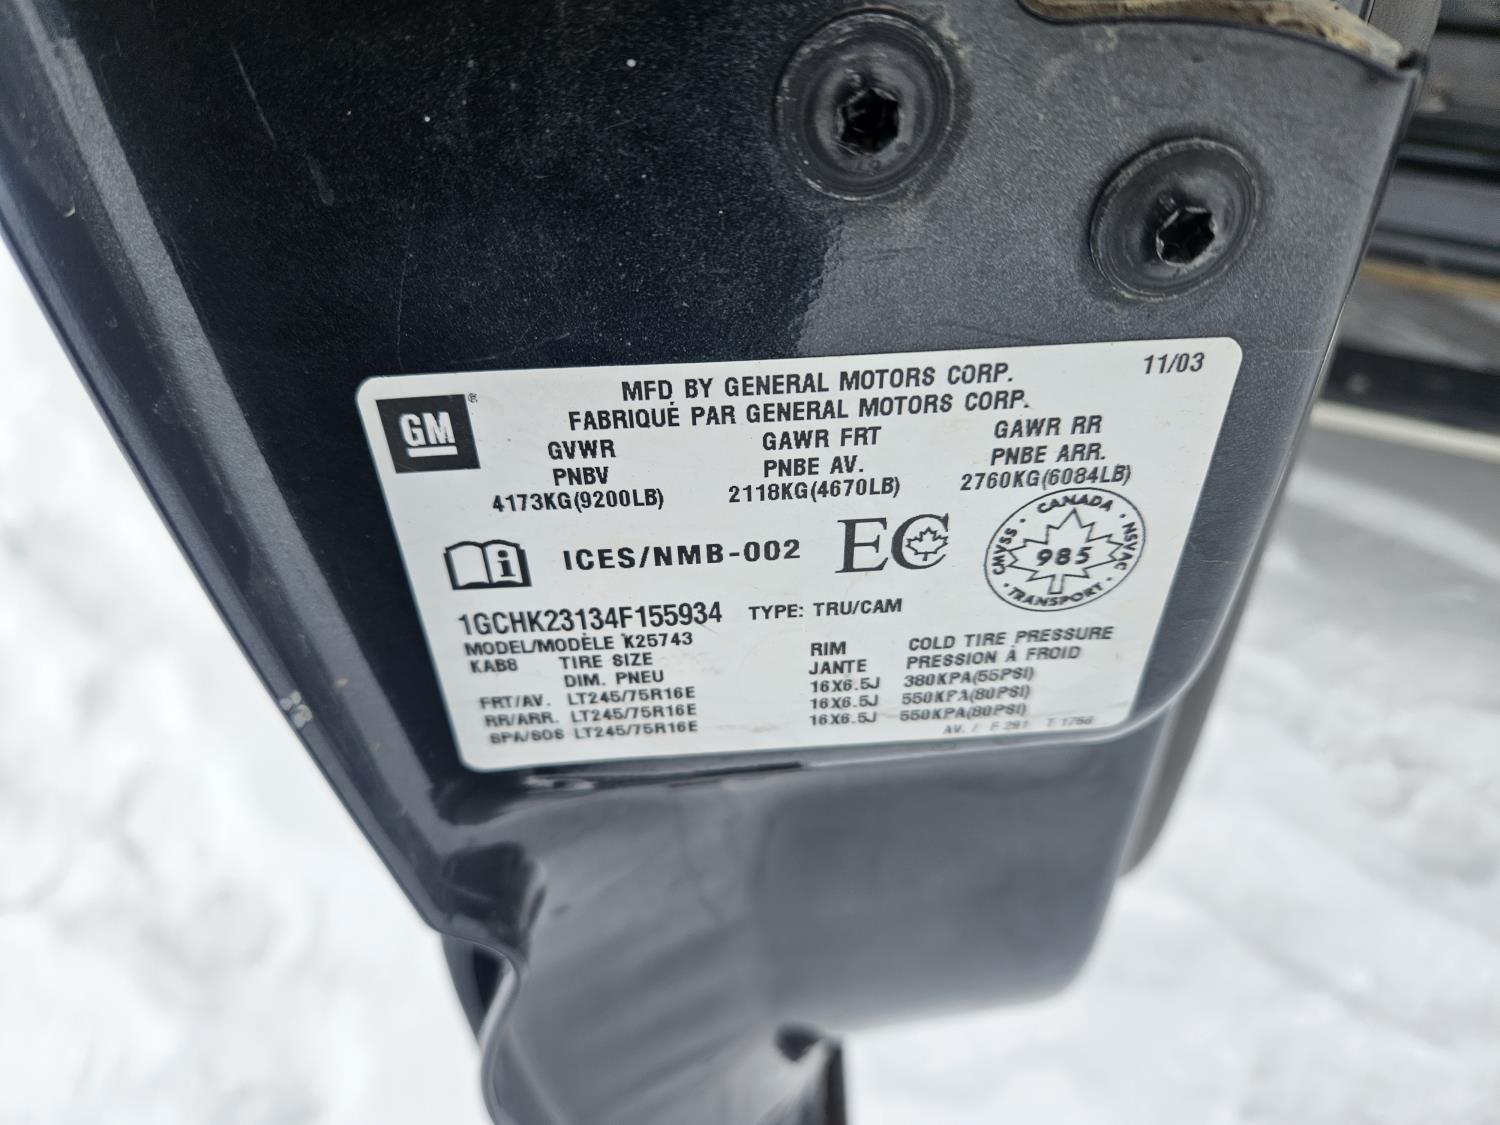 11/03
MFD BY GENERAL MOTORS CORP.
FABRIQUÉ PAR GENERAL MOTORS CORP.
GM®
GVWR GAWR FRT GAWR RR
PNBV PNBE AV. PNBE ARR.
4173KG(9200LB) 2118KG(4670LB) 2760KG(6084LB)
i ICES/NMB-002 EC
CANADA · NSVAC · TRANSPORT · CMVSS ·
985
1GCHK23134F155934 TYPE: TRU/CAM
MODEL/MODÈLE K25743
KAB8 TIRE SIZE RIM COLD TIRE PRESSURE
DIM. PNEU JANTE PRESSION À FROID
FRT/AV. LT245/75R16E 16X6.5J 380KPA(55PSI)
RR/ARR. LT245/75R16E 16X6.5J 550KPA(80PSI)
SPA/SOS LT245/75R16E 16X6.5J 550KPA(80PSI)
AV.